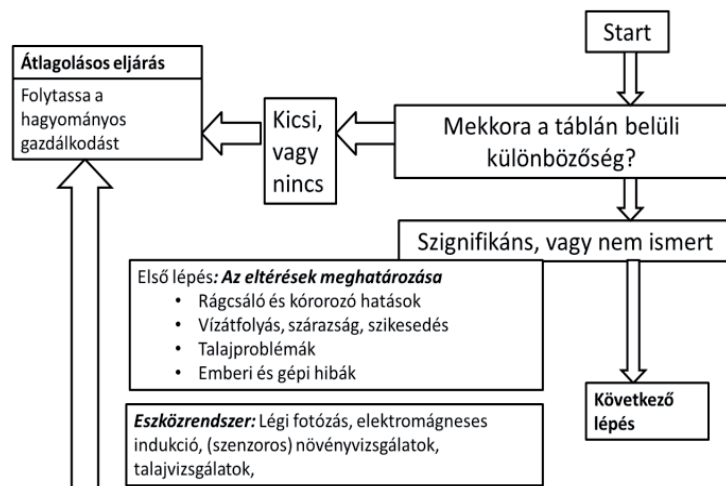 Start
Átlagolásos eljárás
Folytassa a
hagyományos
gazdálkodást
Kicsi,
vagy
nincs
Mekkora a táblán belüli
különbözőség?
Szignifikáns, vagy nem ismert
Első lépés: Az eltérések meghatározása
• Rágcsáló és kórorozó hatások
• Vízátfolyás, szárazság, szikesedés
• Talajproblémák
• Emberi és gépi hibák
Következő
lépés
Eszközrendszer: Légi fotózás, elektromágneses
indukció, (szenzoros) növényvizsgálatok,
talajvizsgálatok,